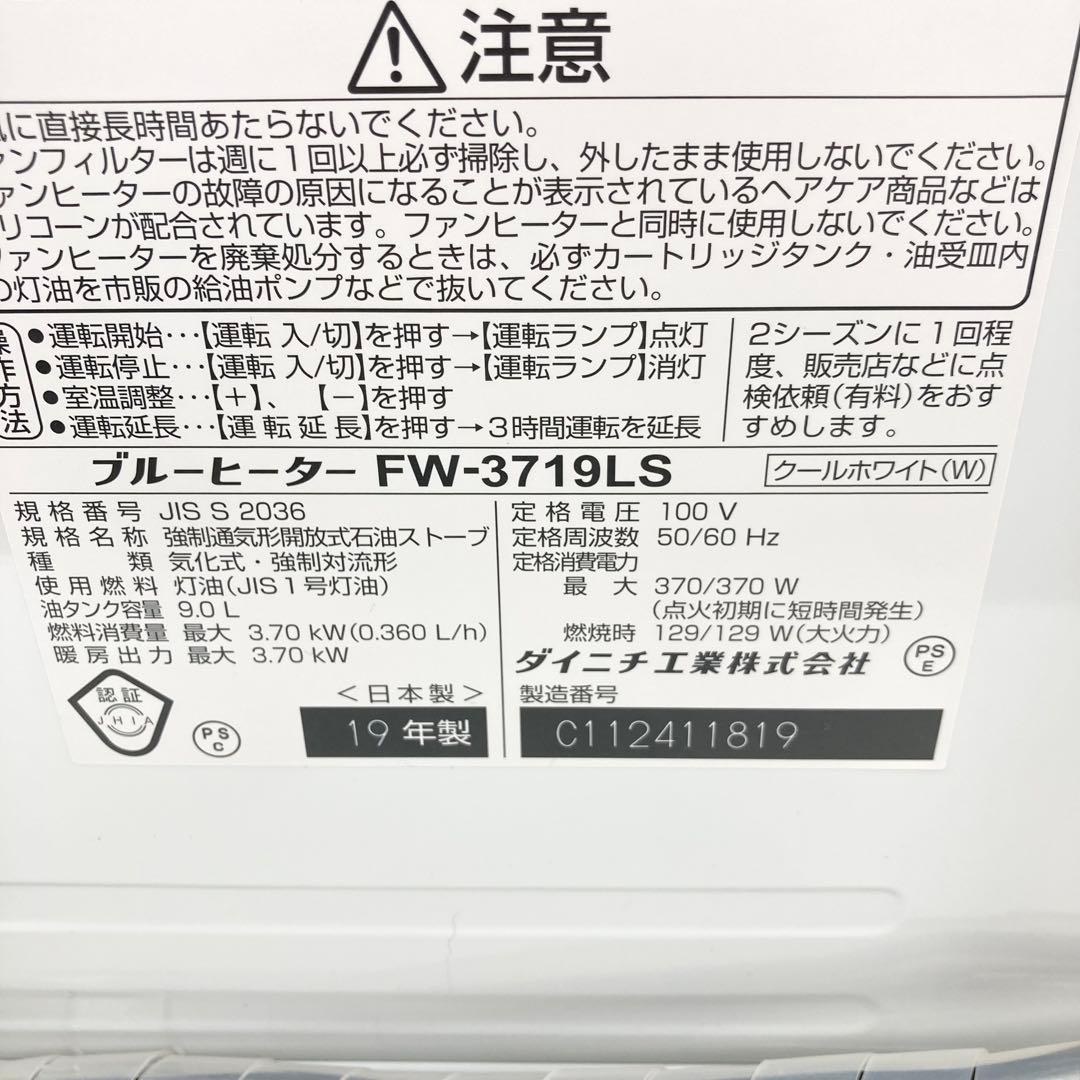 注意
に直接長時間あたらないでください。
ァンフィルターは週に1回以上必ず掃除し、外したまま使用しないでください。
ァンヒーターの故障の原因になることが表示されているヘアケア商品などは
リコーンが配合されています。ファンヒーターと同時に使用しないでください。
ァンヒーターを廃棄処分するときは、必ずカートリッジタンク・油受皿内
の灯油を市販の給油ポンプなどで抜いてください。
操作方法
●運転開始･･･【運転 入/切】を押す→【運転ランプ】点灯
●運転停止･･･【運転 入/切】を押す→【運転ランプ】消灯
●室温調整･･･【+】、【−】を押す
●運転延長･･･【運転延長】を押す→3時間運転を延長
2シーズンに1回程
度、販売店などに点
検依頼(有料)をおす
すめします。
ブルーヒーター FW-3719LS
クールホワイト(W)
規格番号 JIS S 2036
規格名称 強制通気形開放式石油ストーブ
種類 気化式・強制対流形
使用燃料 灯油(JIS1号灯油)
油タンク容量 9.0 L
燃料消費量 最大 3.70 kW(0.360 L/h)
暖房出力 最大 3.70 kW
定格電圧 100 V
定格周波数 50/60 Hz
定格消費電力
最大 370/370 W
(点火初期に短時間発生)
燃焼時 129/129 W(大火力)
ダイニチ工業株式会社
PS
E
認証
JHIA
PS
C
<日本製>
19年製
製造番号
C112411819